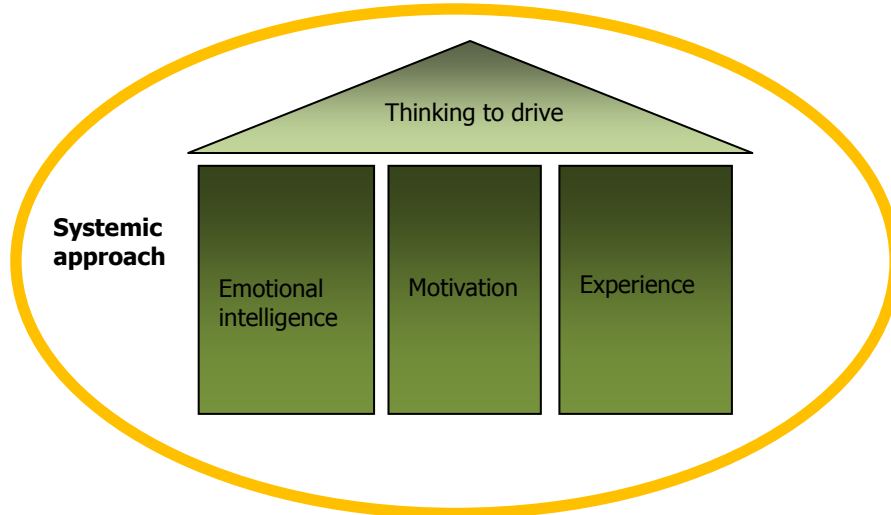 Thinking to drive
Systemic
approach
Emotional
intelligence
Motivation
Experience